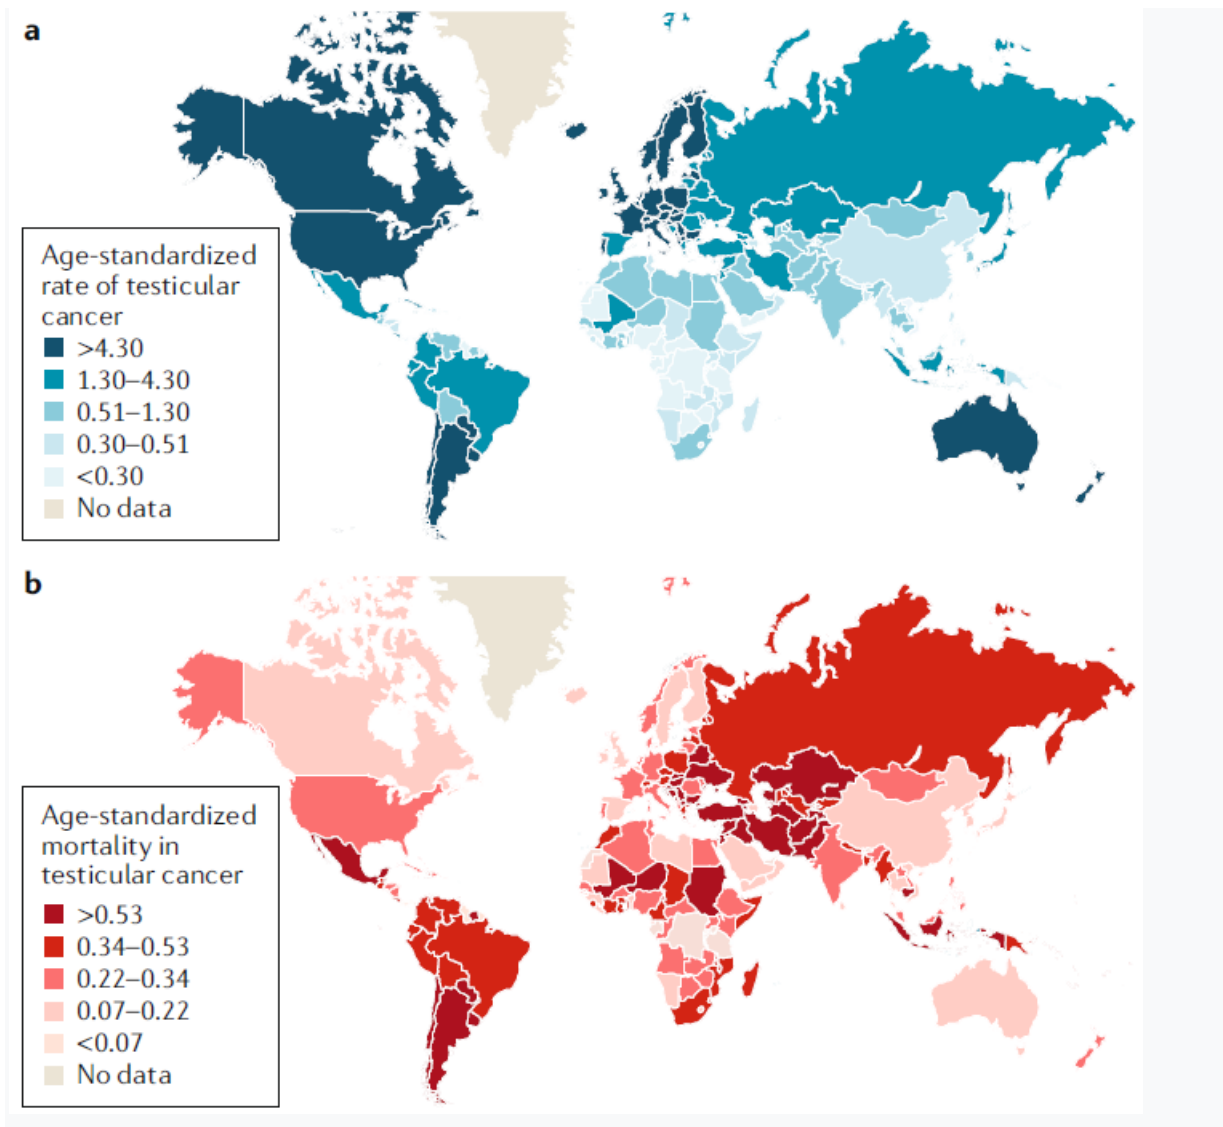 a
Age-standardized
rate of testicular
cancer
>4.30
1.30–4.30
0.51–1.30
0.30–0.51
<0.30
No data
b
Age-standardized
mortality in
testicular cancer
>0.53
0.34–0.53
0.22–0.34
0.07–0.22
<0.07
No data